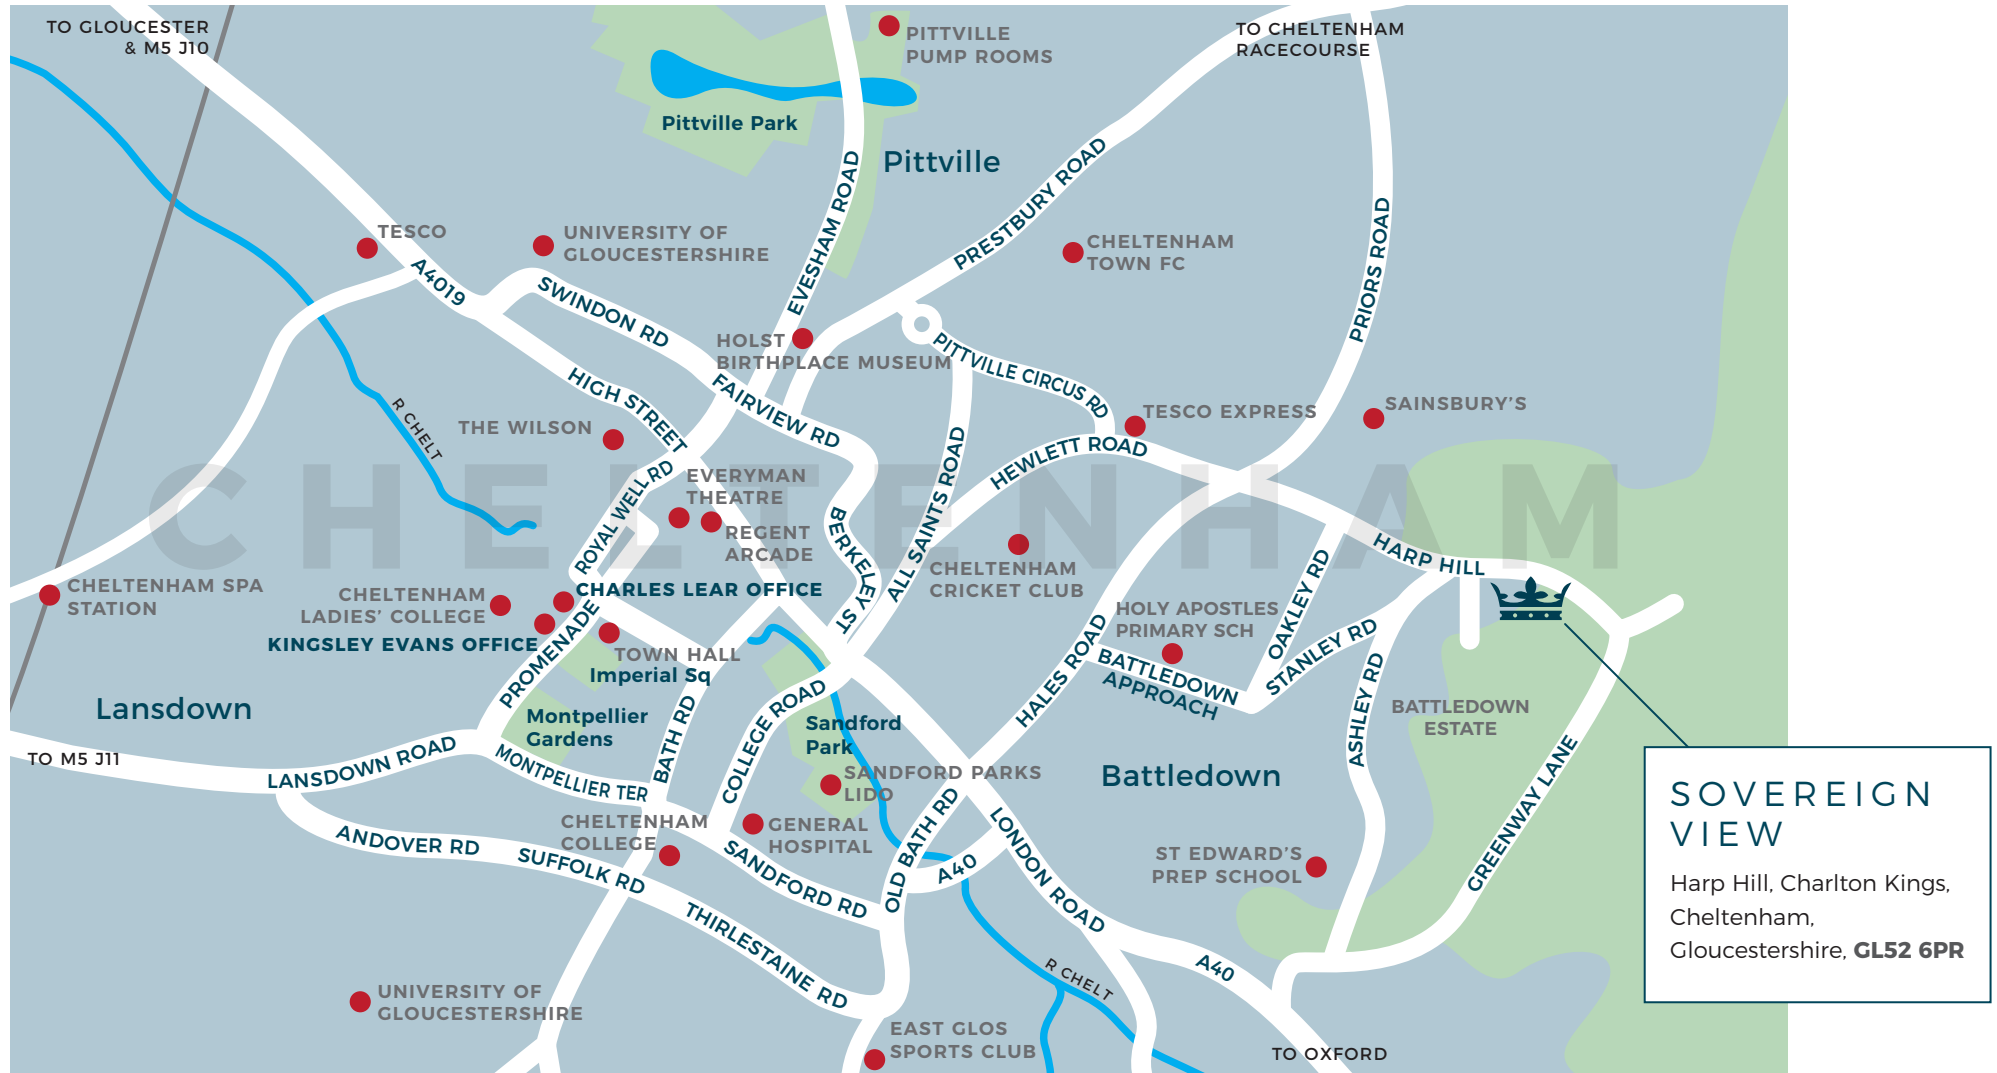 TO GLOUCESTER
& M5 J10
PITTVILLE
PUMP ROOMS
TO CHELTENHAM
RACECOURSE
Pittville Park
Pittville
EVESHAM ROAD
PRESTBURY ROAD
PRIORS ROAD
TESCO
UNIVERSITY OF
GLOUCESTERSHIRE
CHELTENHAM
TOWN FC
A4019
SWINDON RD
HOLST
BIRTHPLACE MUSEUM
PITTVILLE CIRCUS RD
HIGH STREET
FAIRVIEW RD
TESCO EXPRESS
SAINSBURY'S
THE WILSON
R CHELT
HEWLETT ROAD
ALL SAINTS ROAD
CHELTENHAM
ROYAL WELL RD
EVERYMAN
THEATRE
REGENT
ARCADE
BERKELEY ST
CHELTENHAM
CRICKET CLUB
HARP HILL
OAKLEY RD
CHELTENHAM SPA
STATION
CHELTENHAM
LADIES' COLLEGE
CHARLES LEAR OFFICE
KINGSLEY EVANS OFFICE
PROMENADE
TOWN HALL
Imperial Sq
HOLY APOSTLES
PRIMARY SCH
HALES ROAD
BATTLEDOWN
APPROACH
STANLEY RD
ASHLEY RD
BATTLEDOWN
ESTATE
Lansdown
Montpellier
Gardens
BATH RD
COLLEGE ROAD
Sandford
Park
TO M5 J11
LANSDOWN ROAD
MONTPELLIER TER
SANDFORD PARKS
LIDO
Battledown
GREENWAY LANE
SOVEREIGN
VIEW
Harp Hill, Charlton Kings,
Cheltenham,
Gloucestershire, GL52 6PR
ANDOVER RD
SUFFOLK RD
CHELTENHAM
COLLEGE
GENERAL
HOSPITAL
SANDFORD RD
OLD BATH RD
A40
LONDON ROAD
ST EDWARD'S
PREP SCHOOL
THIRLESTAINE RD
A40
R CHELT
UNIVERSITY OF
GLOUCESTERSHIRE
EAST GLOS
SPORTS CLUB
TO OXFORD